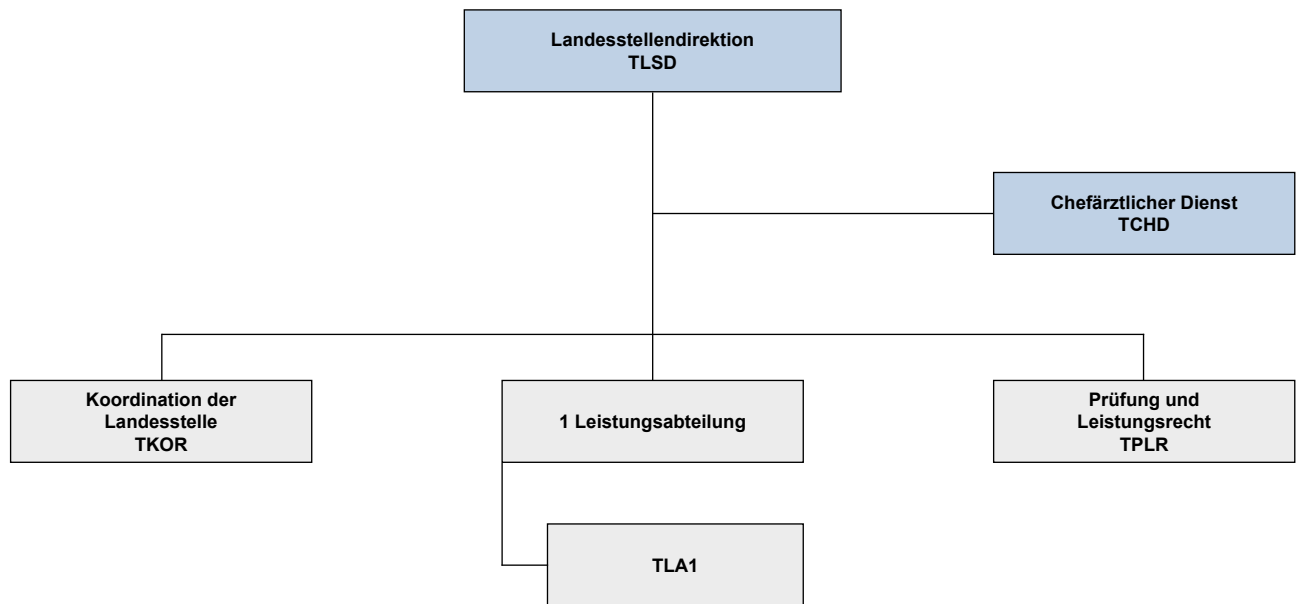 Landesstellendirektion
TLSD
Chefärztlicher Dienst
TCHD
Koordination der
Landesstelle
TKOR
1 Leistungsabteilung
Prüfung und
Leistungsrecht
TPLR
TLA1